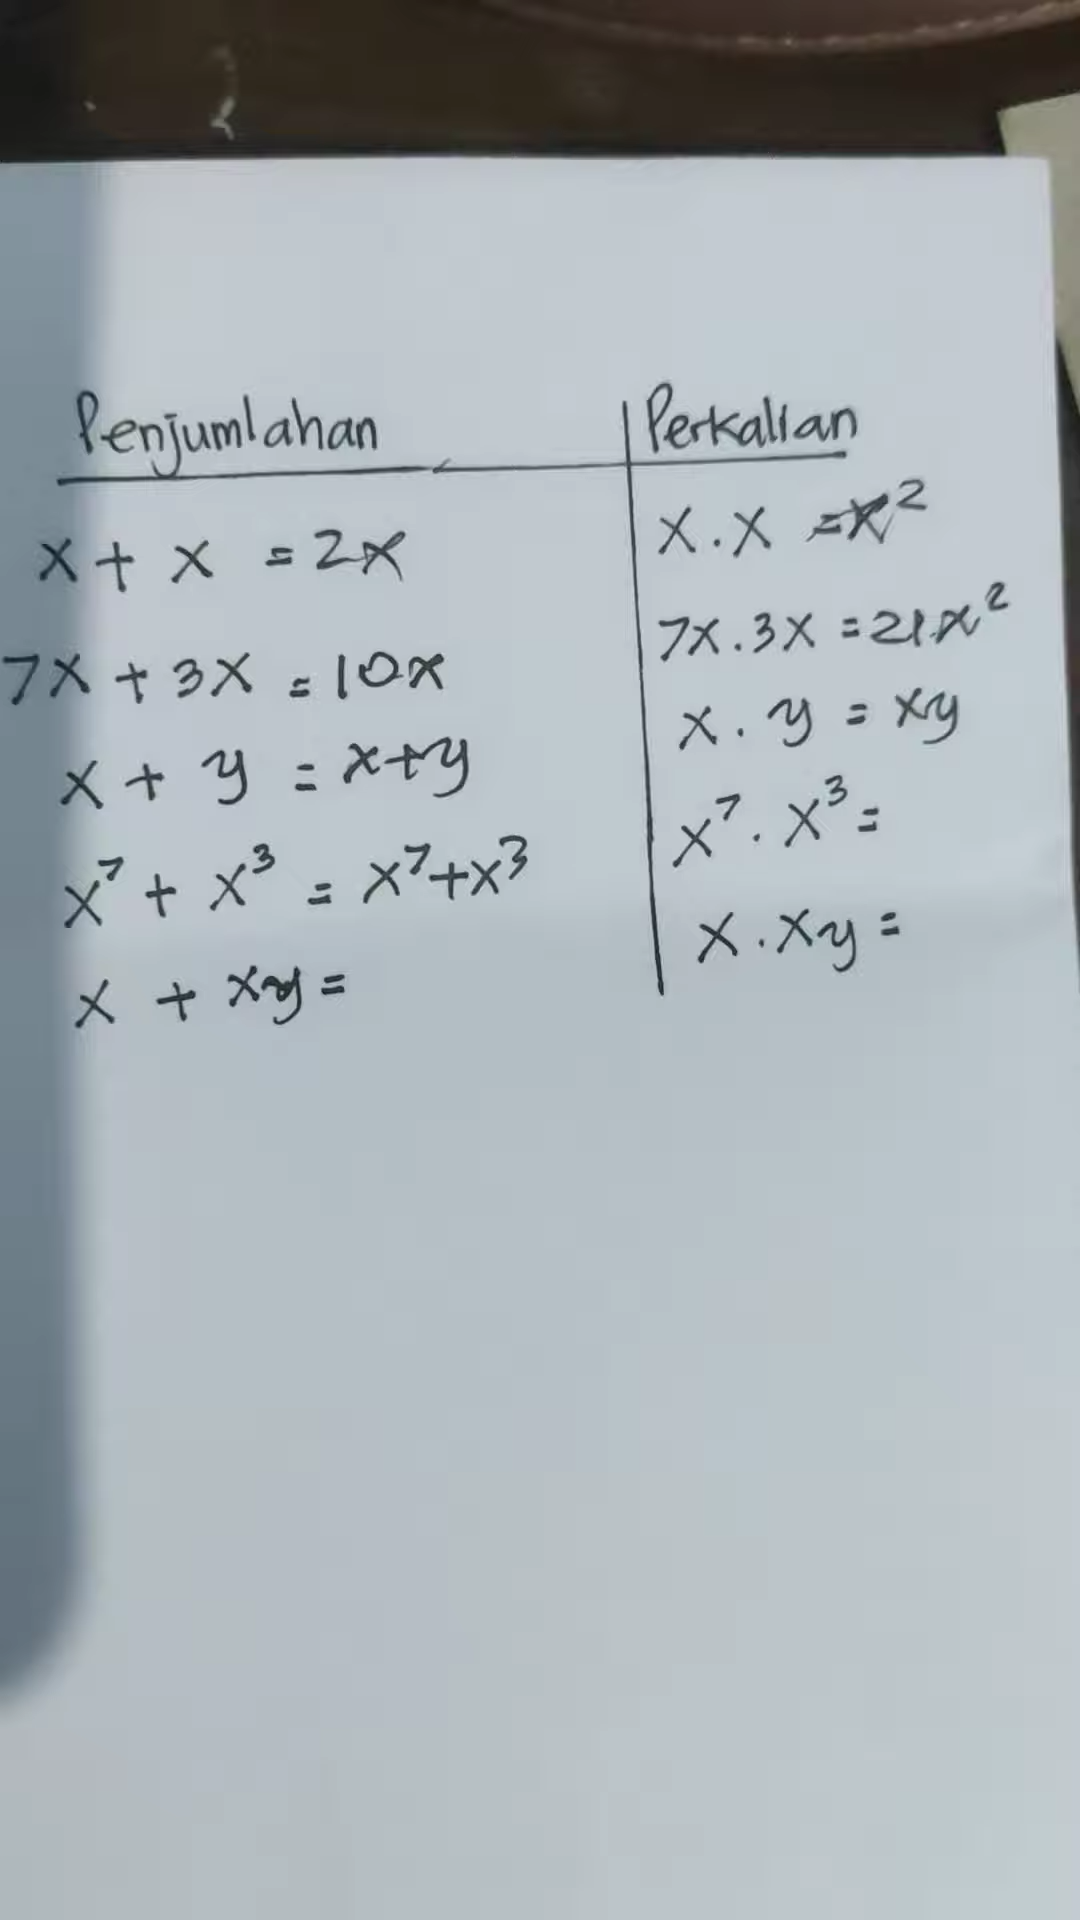 Penjumlahan | Perkalian
x + x = 2x | x . x = x²
7x + 3x = 10x | 7x . 3x = 21x²
x + y = x+y | x . y = xy
x⁷ + x³ = x⁷+x³ | x⁷ . x³ =
x + xy = | x . xy =